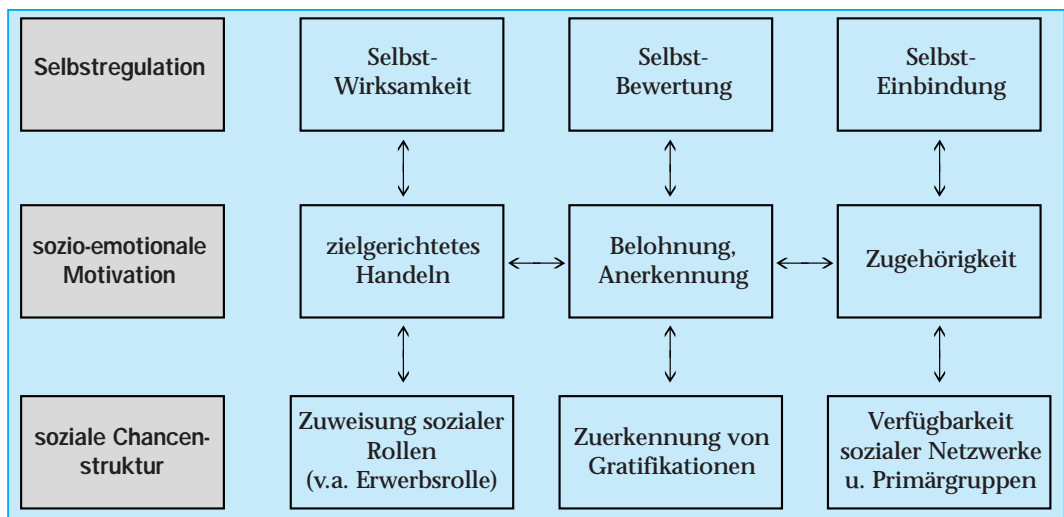 Selbstregulation
Selbst-
Wirksamkeit
Selbst-
Bewertung
Selbst-
Einbindung
sozio-emotionale
Motivation
zielgerichtetes
Handeln
Belohnung,
Anerkennung
Zugehörigkeit
soziale Chancen-
struktur
Zuweisung sozialer
Rollen
(v.a. Erwerbsrolle)
Zuerkennung von
Gratifikationen
Verfügbarkeit
sozialer Netzwerke
u. Primärgruppen